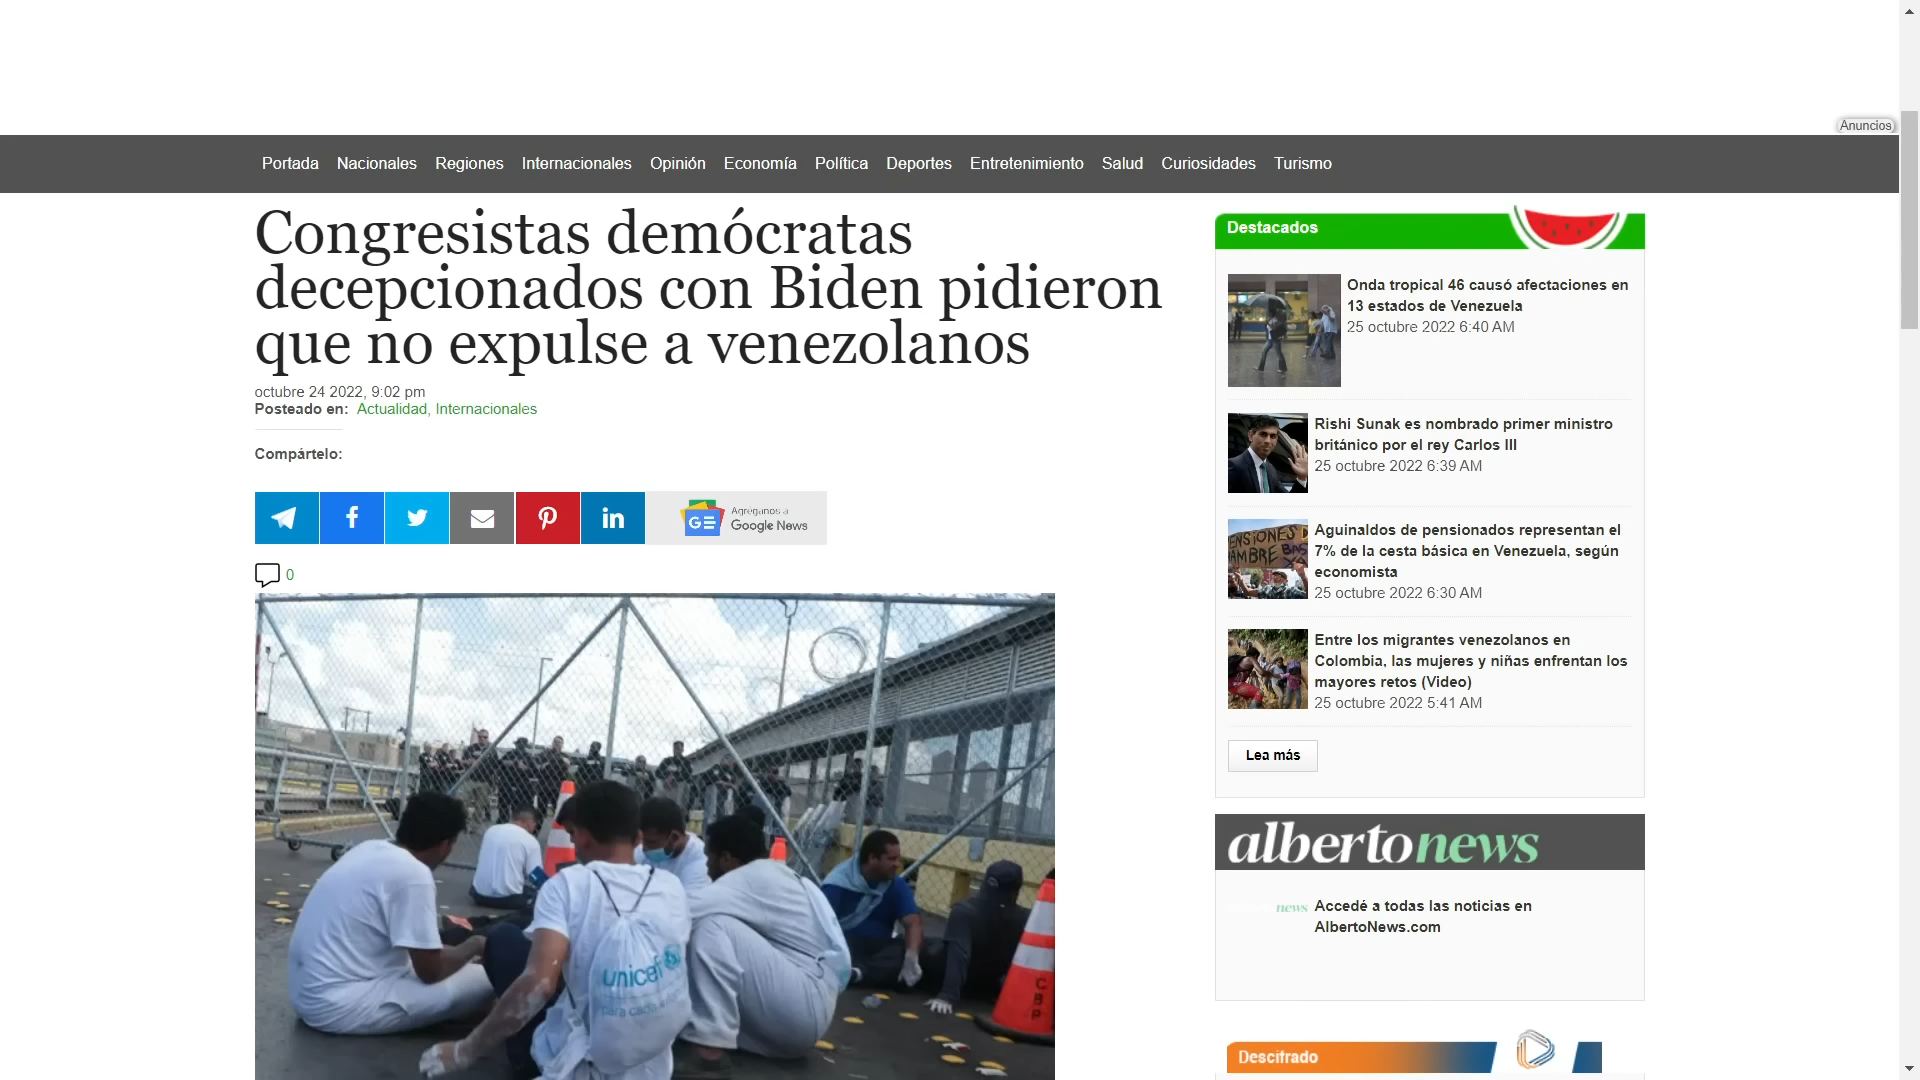 Anuncios
Portada Nacionales Regiones Internacionales Opinión Economía Política Deportes Entretenimiento Salud Curiosidades Turismo
Congresistas demócratas
decepcionados con Biden pidieron
que no expulse a venezolanos
octubre 24 2022, 9:02 pm
Posteado en: Actualidad, Internacionales
Compártelo:
GE Agréganos a
Google News
0
unicef
para cada
CBP
Destacados
Onda tropical 46 causó afectaciones en
13 estados de Venezuela
25 octubre 2022 6:40 AM
Rishi Sunak es nombrado primer ministro
británico por el rey Carlos III
25 octubre 2022 6:39 AM
Aguinaldos de pensionados representan el
7% de la cesta básica en Venezuela, según
economista
25 octubre 2022 6:30 AM
Entre los migrantes venezolanos en
Colombia, las mujeres y niñas enfrentan los
mayores retos (Video)
25 octubre 2022 5:41 AM
Lea más
albertonews
news
Accedé a todas las noticias en
AlbertoNews.com
Descifrado